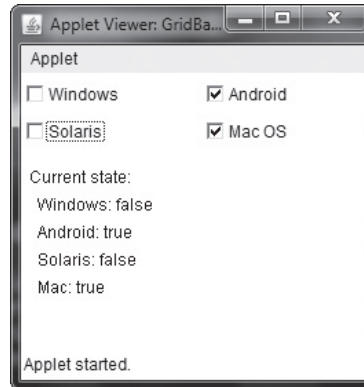 Applet Viewer: GridBa...
Applet
Windows
Android
Solaris
Mac OS
Current state:
Windows: false
Android: true
Solaris: false
Mac: true
Applet started.